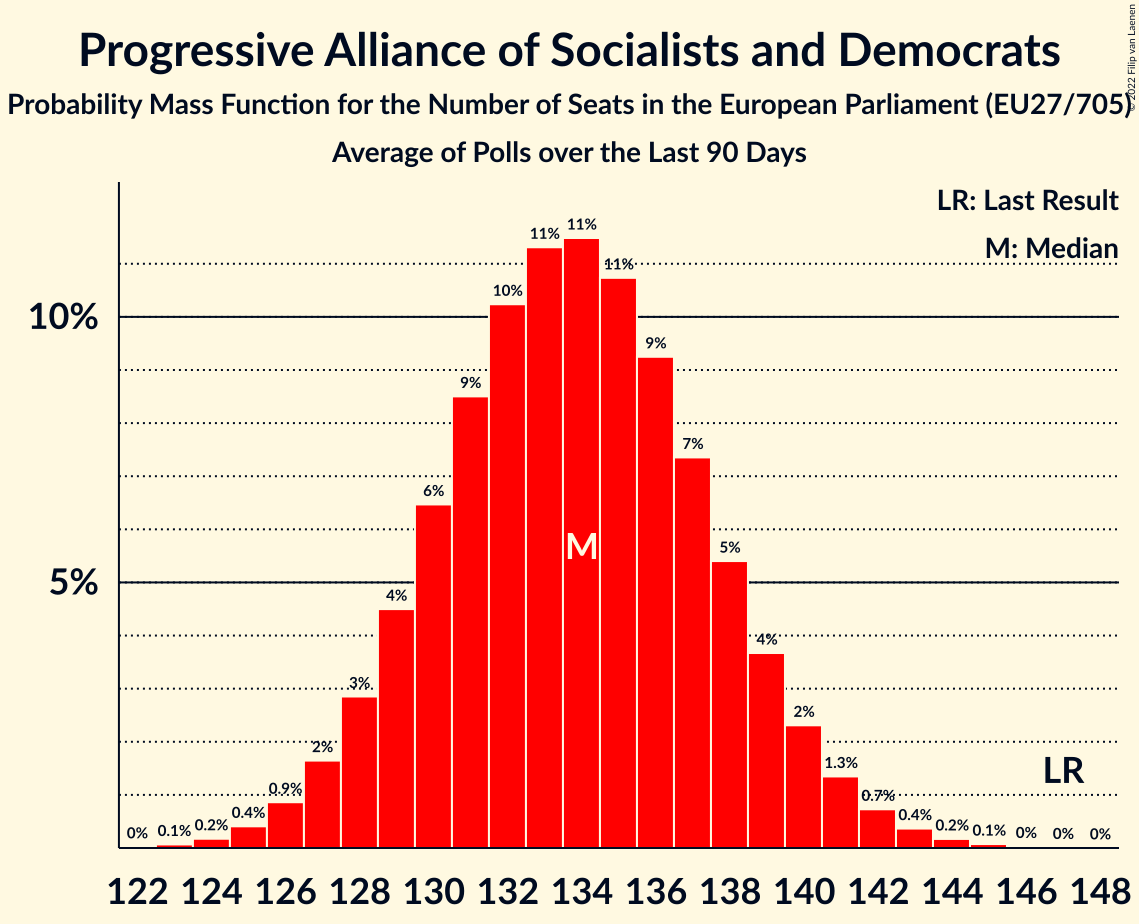 Progressive Alliance of Socialists and Democrats
© 2022 Filip van Laenen
Probability Mass Function for the Number of Seats in the European Parliament (EU27/705)
Average of Polls over the Last 90 Days
LR: Last Result
M: Median
10%
5%
0% 0.1% 0.2% 0.4% 0.9% 2% 3% 4% 6% 9% 10% 11% 11% 11% 9% 7% 5% 4% 2% 1.3% 0.7% 0.4% 0.2% 0.1% 0% 0% 0%
M
LR
122 124 126 128 130 132 134 136 138 140 142 144 146 148